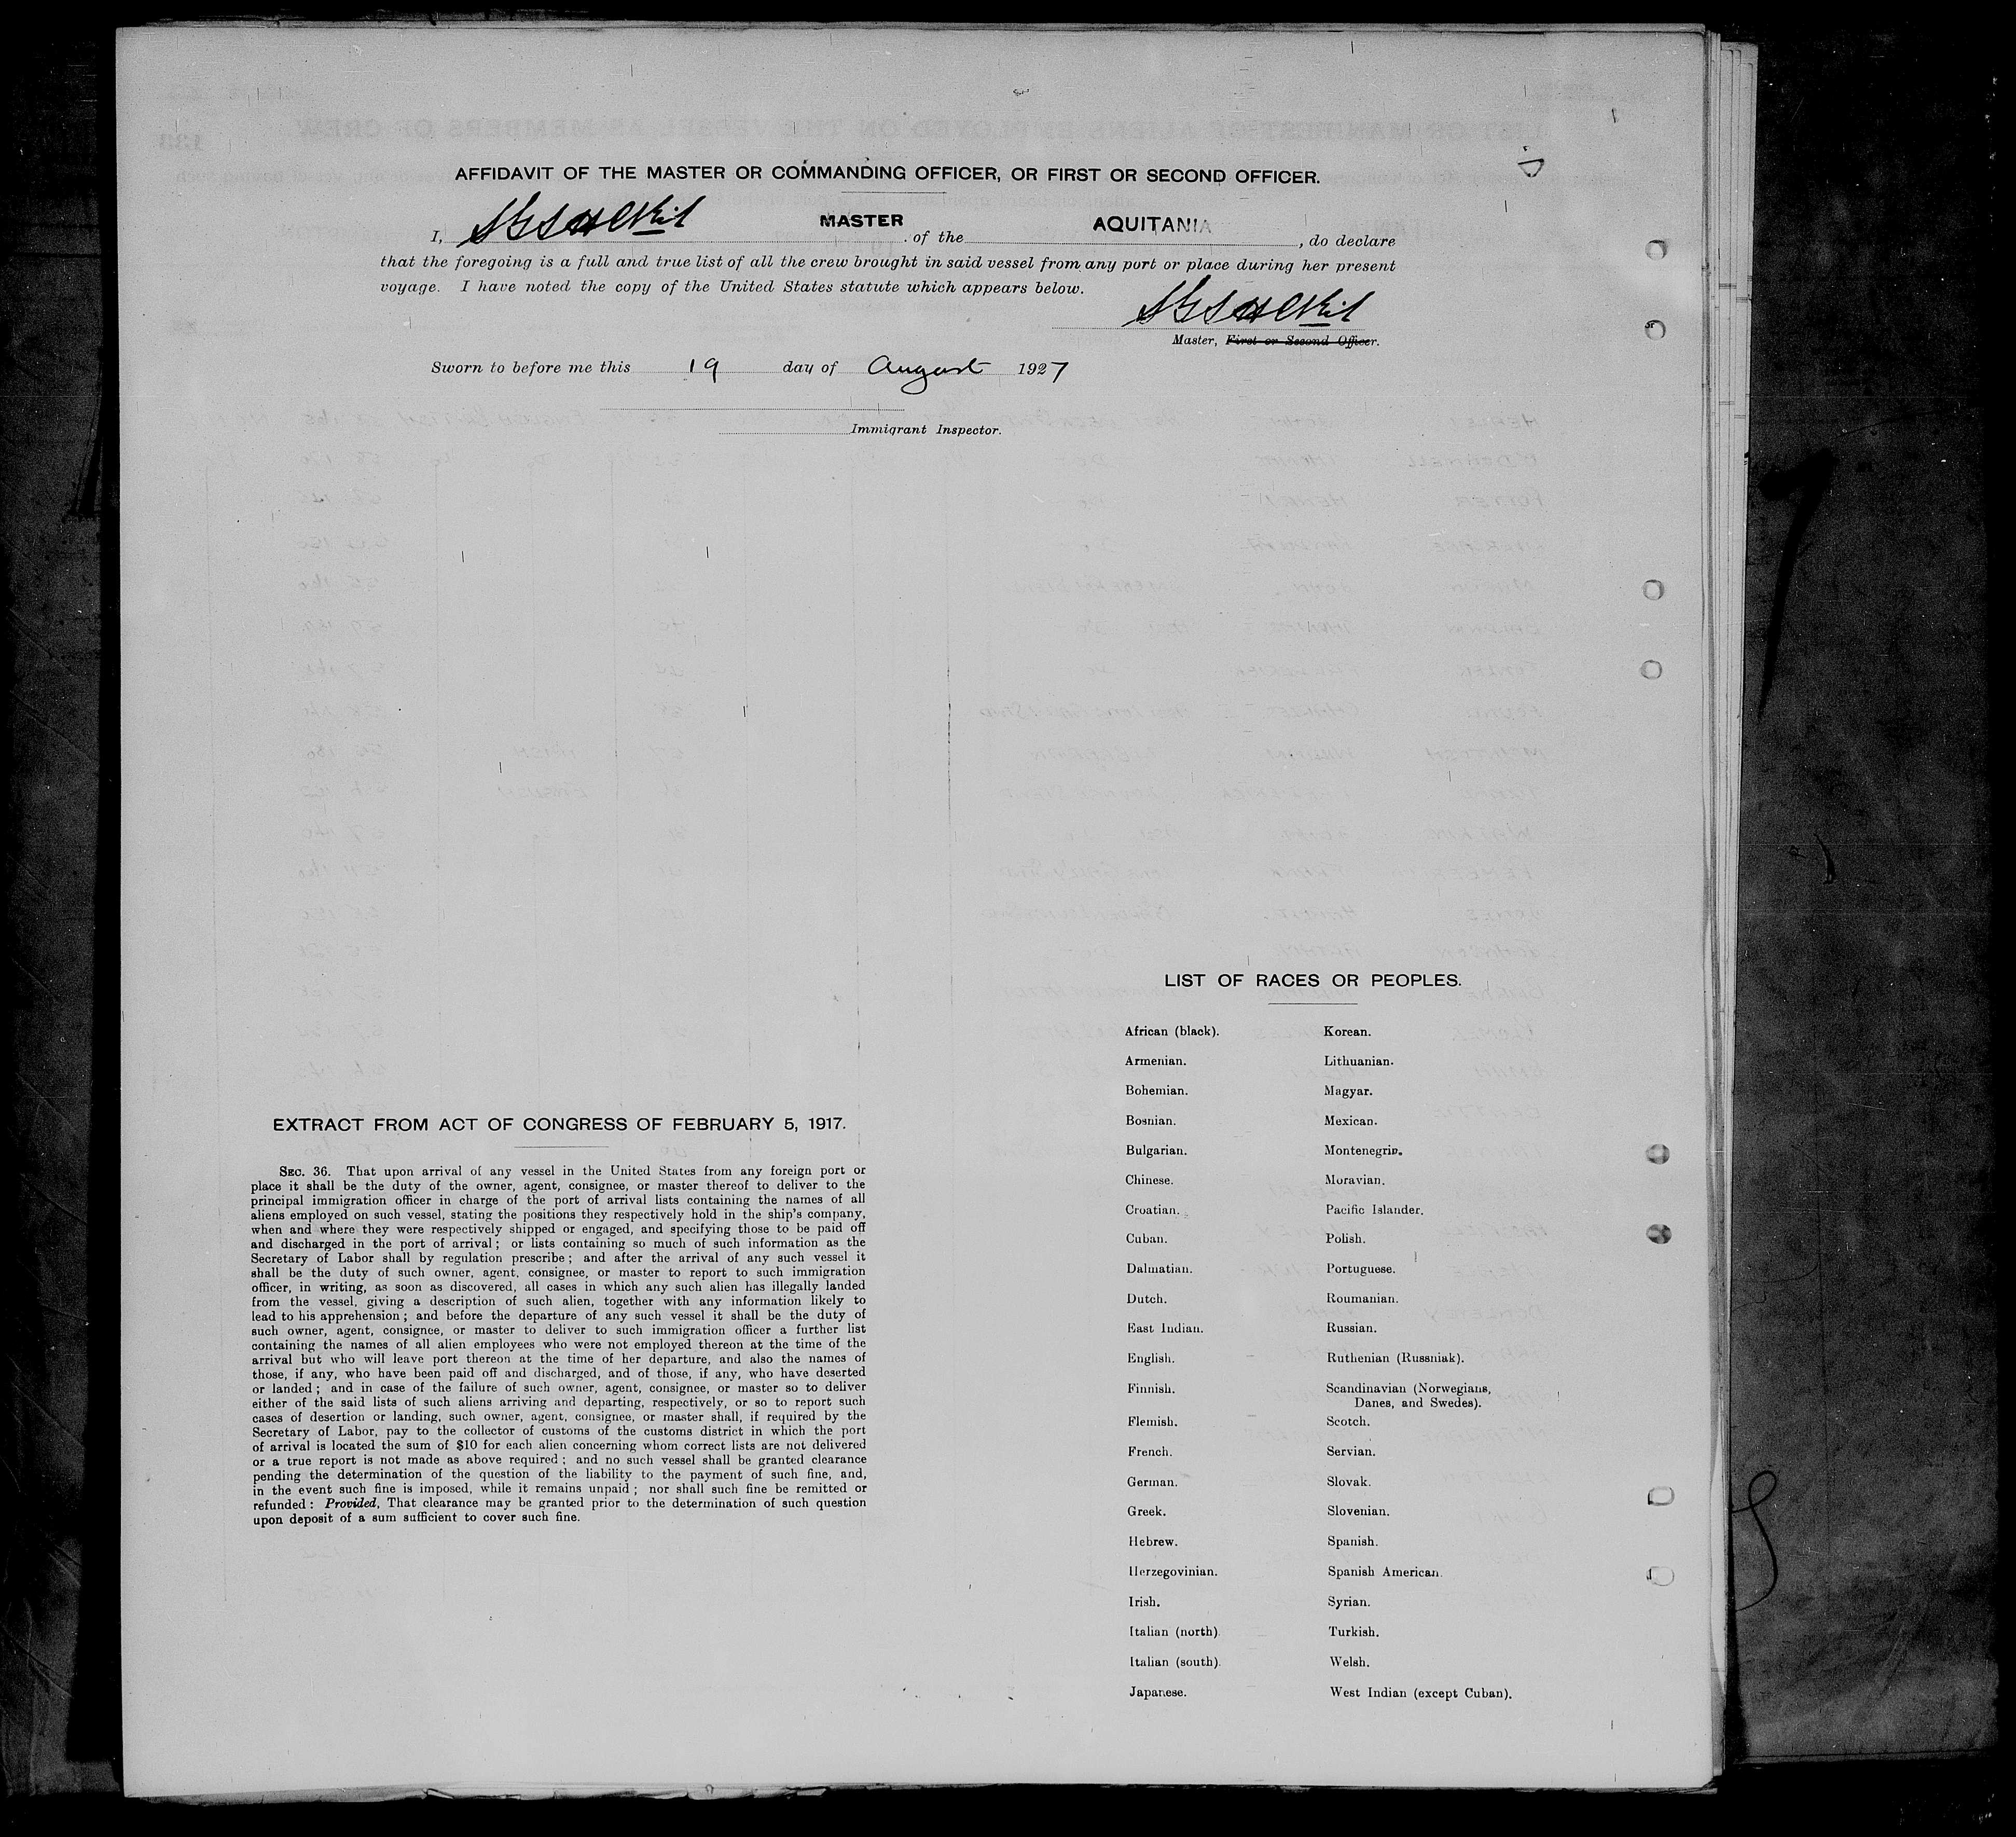 AFFIDAVIT OF THE MASTER OR COMMANDING OFFICER, OR FIRST OR SECOND OFFICER.
I, MASTER of the AQUITANIA, do declare
that the foregoing is a full and true list of all the crew brought in said vessel from any port or place during her present
voyage. I have noted the copy of the United States statute which appears below.
Master, First or Second Officer.
Sworn to before me this 19 day of August 1927
Immigrant Inspector.
EXTRACT FROM ACT OF CONGRESS OF FEBRUARY 5, 1917.
SEC. 36. That upon arrival of any vessel in the United States from any foreign port or
place it shall be the duty of the owner, agent, consignee, or master thereof to deliver to the
principal immigration officer in charge of the port of arrival lists containing the names of all
aliens employed on such vessel, stating the positions they respectively hold in the ship's company,
when and where they were respectively shipped or engaged, and specifying those to be paid off
and discharged in the port of arrival; or lists containing so much of such information as the
Secretary of Labor shall by regulation prescribe; and after the arrival of any such vessel it
shall be the duty of such owner, agent, consignee, or master to report to such immigration
officer, in writing, as soon as discovered, all cases in which any such alien has illegally landed
from the vessel, giving a description of such alien, together with any information likely to
lead to his apprehension; and before the departure of any such vessel it shall be the duty of
such owner, agent, consignee, or master to deliver to such immigration officer a further list
containing the names of all alien employees who were not employed thereon at the time of the
arrival but who will leave port thereon at the time of her departure, and also the names of
those, if any, who have been paid off and discharged, and of those, if any, who have deserted
or landed; and in case of the failure of such owner, agent, consignee, or master so to deliver
either of the said lists of such aliens arriving and departing, respectively, or so to report such
cases of desertion or landing, such owner, agent, consignee, or master shall, if required by the
Secretary of Labor, pay to the collector of customs of the customs district in which the port
of arrival is located the sum of $10 for each alien concerning whom correct lists are not delivered
or a true report is not made as above required; and no such vessel shall be granted clearance
pending the determination of the question of the liability to the payment of such fine, and,
in the event such fine is imposed, while it remains unpaid; nor shall such fine be remitted or
refunded: Provided, That clearance may be granted prior to the determination of such question
upon deposit of a sum sufficient to cover such fine.
LIST OF RACES OR PEOPLES.
African (black).
Armenian.
Bohemian.
Bosnian.
Bulgarian.
Chinese.
Croatian.
Cuban.
Dalmatian.
Dutch.
East Indian.
English.
Finnish.
Flemish.
French.
German.
Greek.
Hebrew.
Herzegovinian.
Irish.
Italian (north).
Italian (south).
Japanese.
Korean.
Lithuanian.
Magyar.
Mexican.
Montenegrin.
Moravian.
Pacific Islander.
Polish.
Portuguese.
Roumanian.
Russian.
Ruthenian (Russniak).
Scandinavian (Norwegians,
Danes, and Swedes).
Scotch.
Servian.
Slovak.
Slovenian.
Spanish.
Spanish American.
Syrian.
Turkish.
Welsh.
West Indian (except Cuban).